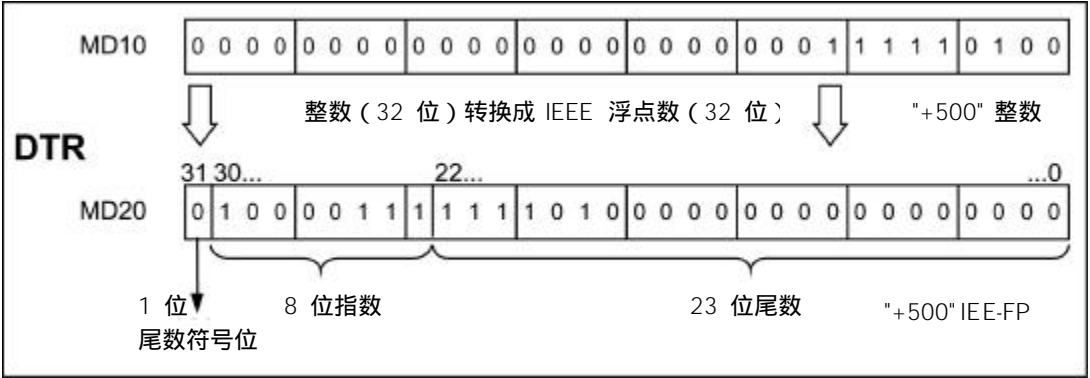 MD10 0 0 0 0 0 0 0 0 0 0 0 0 0 0 0 0 0 0 0 0 0 0 0 1 1 1 1 1 0 1 0 0
整数(32 位)转换成 IEEE 浮点数(32 位) "+500" 整数
DTR
31 30... 22... ...0
MD20 0 1 0 0 0 0 1 1 1 1 1 1 1 0 1 0 0 0 0 0 0 0 0 0 0 0 0 0 0 0 0 0
1 位 8 位指数 23 位尾数 "+500" IEE-FP
尾数符号位